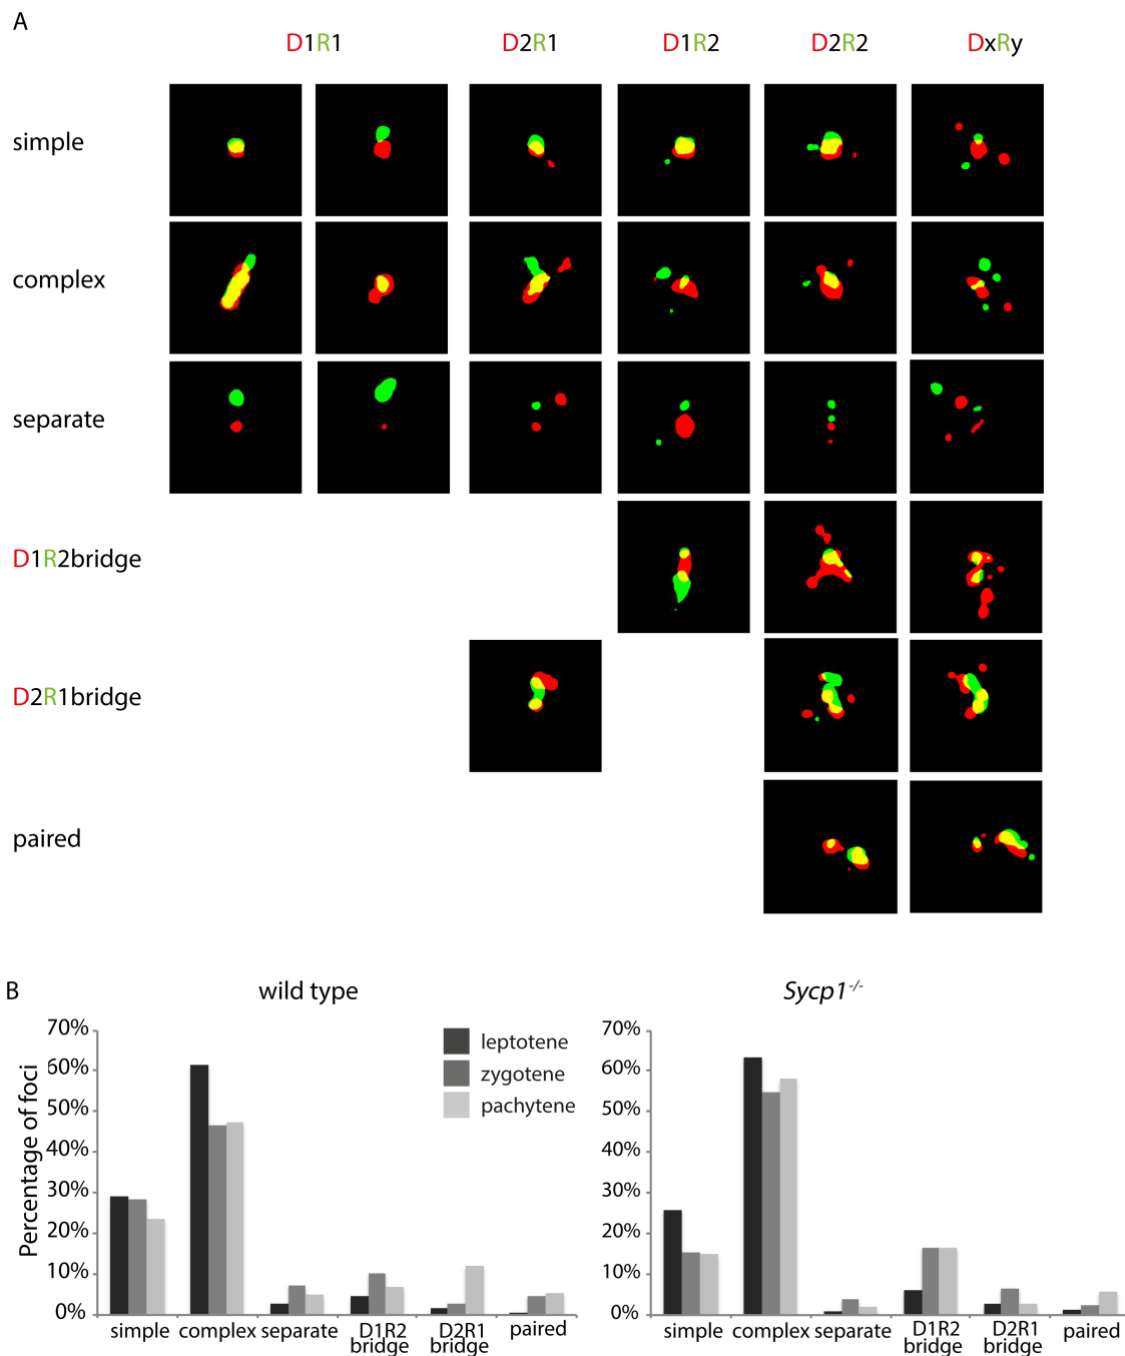 A
D1R1 D2R1 D1R2 D2R2 DxRy
simple
complex
separate
D1R2bridge
D2R1bridge
paired
B
wild type
Sycp1-/-
Percentage of foci
70%
60%
50%
40%
30%
20%
10%
0%
leptotene
zygotene
pachytene
simple complex separate D1R2 bridge D2R1 bridge paired
70%
60%
50%
40%
30%
20%
10%
0%
simple complex separate D1R2 bridge D2R1 bridge paired